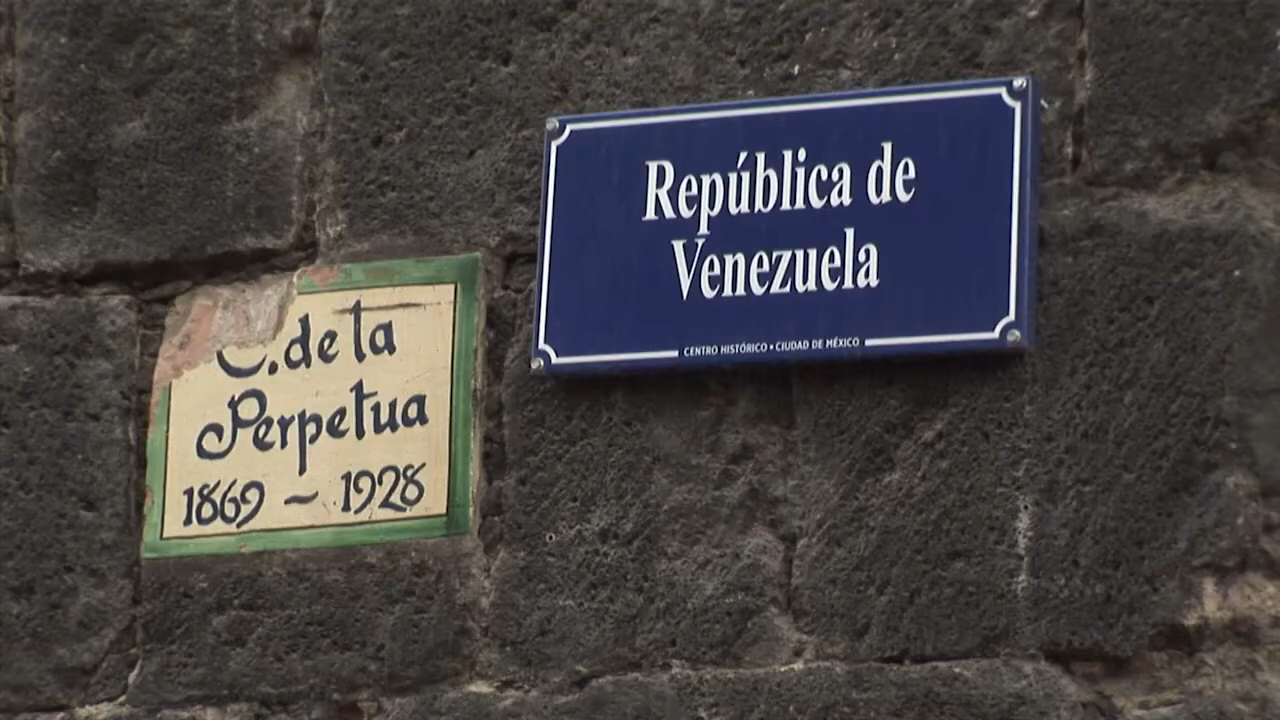 C. de la
Perpetua
1869 ~ 1928
República de
Venezuela
CENTRO HISTÓRICO • CIUDAD DE MÉXICO